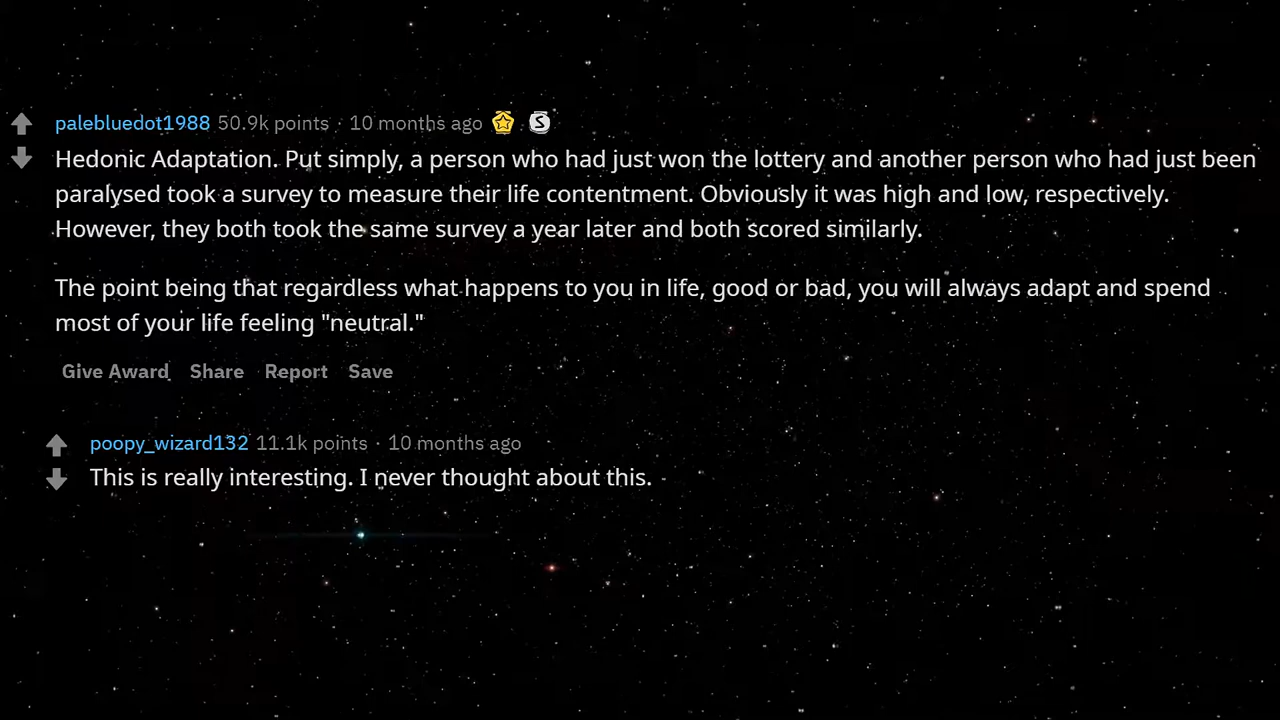 palebluedot1988 50.9k points · 10 months ago
Hedonic Adaptation. Put simply, a person who had just won the lottery and another person who had just been
paralysed took a survey to measure their life contentment. Obviously it was high and low, respectively.
However, they both took the same survey a year later and both scored similarly.
The point being that regardless what happens to you in life, good or bad, you will always adapt and spend
most of your life feeling "neutral."
Give Award Share Report Save
poopy_wizard132 11.1k points · 10 months ago
This is really interesting. I never thought about this.